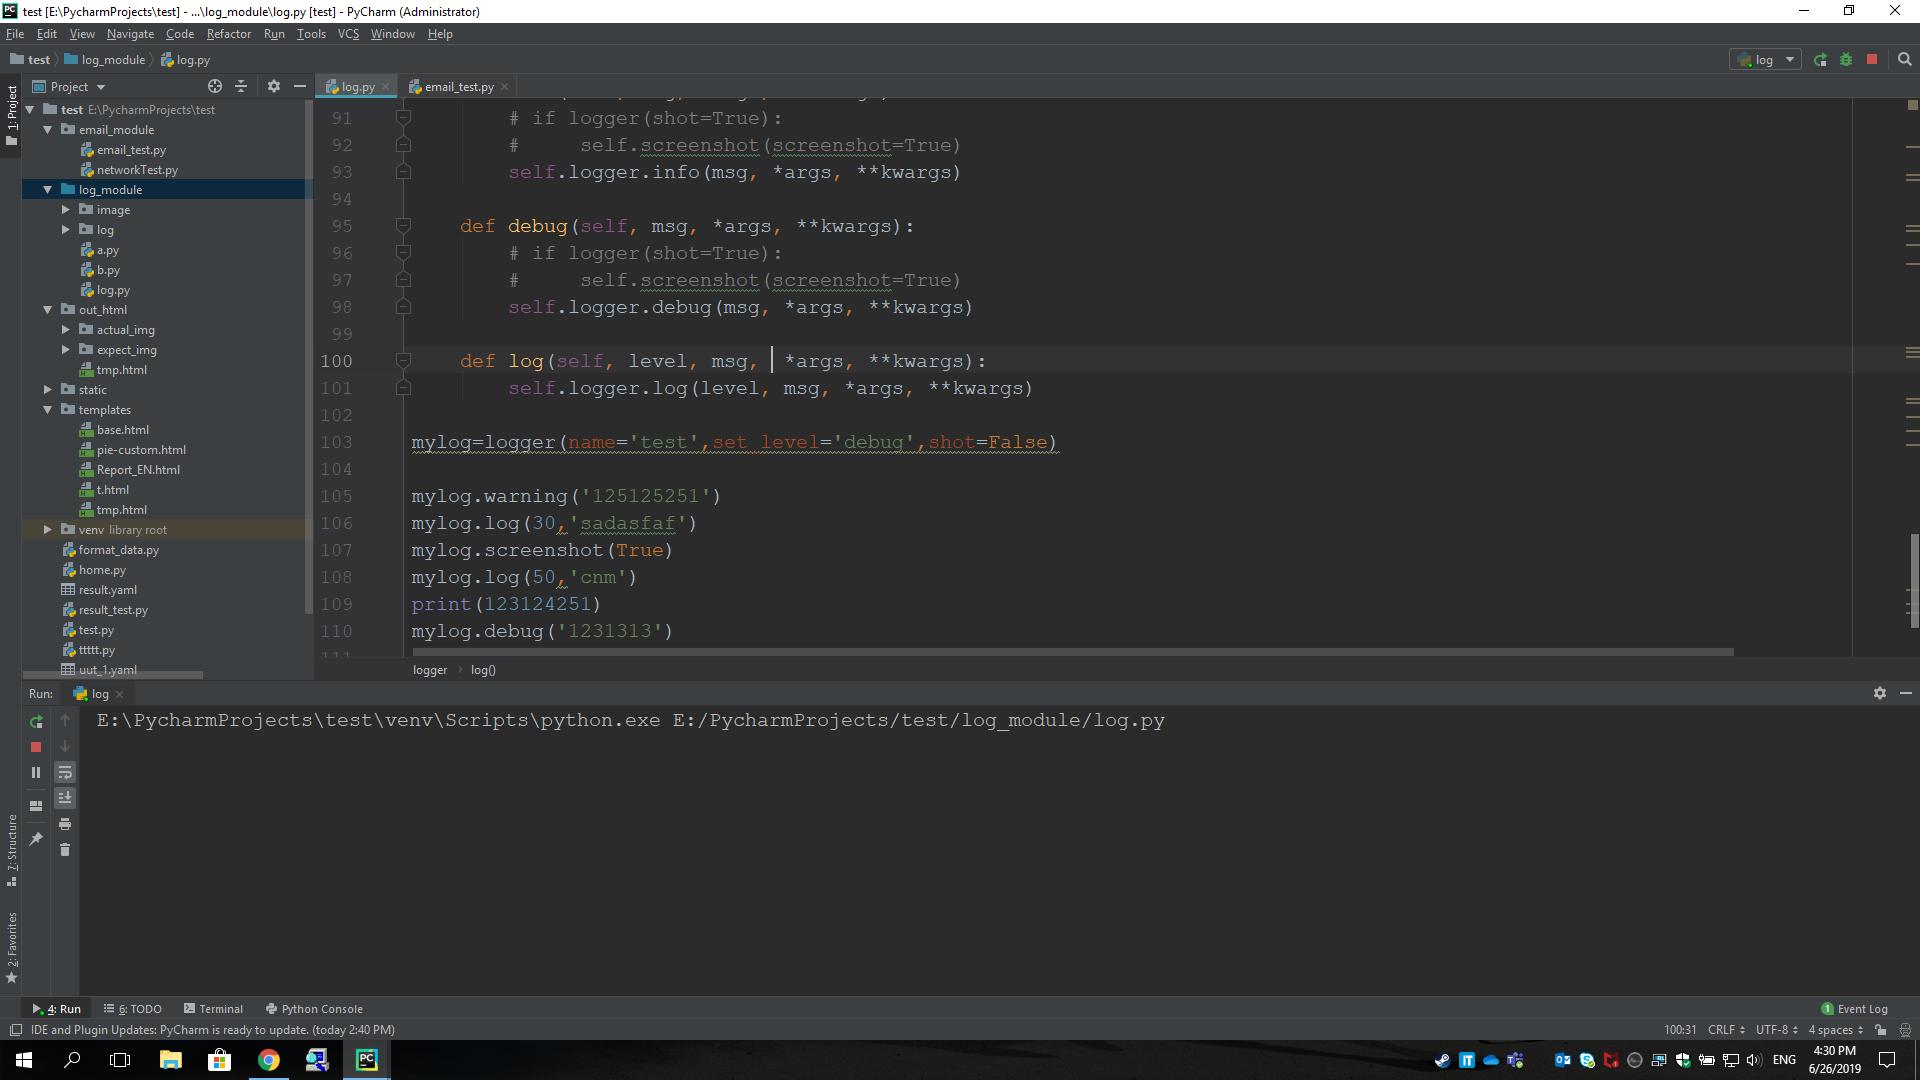 test [E:\PycharmProjects\test] - ...\log_module\log.py [test] - PyCharm (Administrator)
File Edit View Navigate Code Refactor Run Tools VCS Window Help
test log_module log.py
log
Project
log.py
email_test.py
1: Project
test E:\PycharmProjects\test
email_module
email_test.py
networkTest.py
log_module
image
log
a.py
b.py
log.py
out_html
actual_img
expect_img
tmp.html
static
templates
base.html
pie-custom.html
Report_EN.html
t.html
tmp.html
venv library root
format_data.py
home.py
result.yaml
result_test.py
test.py
ttttt.py
uut_1.yaml
91 # if logger(shot=True):
92 #     self.screenshot(screenshot=True)
93 self.logger.info(msg, *args, **kwargs)
94
95 def debug(self, msg, *args, **kwargs):
96 # if logger(shot=True):
97 #     self.screenshot(screenshot=True)
98 self.logger.debug(msg, *args, **kwargs)
99
100 def log(self, level, msg, *args, **kwargs):
101 self.logger.log(level, msg, *args, **kwargs)
102
103 mylog=logger(name='test',set_level='debug',shot=False)
104
105 mylog.warning('125125251')
106 mylog.log(30,'sadasfaf')
107 mylog.screenshot(True)
108 mylog.log(50,'cnm')
109 print(123124251)
110 mylog.debug('1231313')
111
logger log()
Run: log
E:\PycharmProjects\test\venv\Scripts\python.exe E:/PycharmProjects/test/log_module/log.py
7: Structure
2: Favorites
4: Run 6: TODO Terminal Python Console
1 Event Log
IDE and Plugin Updates: PyCharm is ready to update. (today 2:40 PM)
100:31 CRLF UTF-8 4 spaces
ENG
4:30 PM
6/26/2019